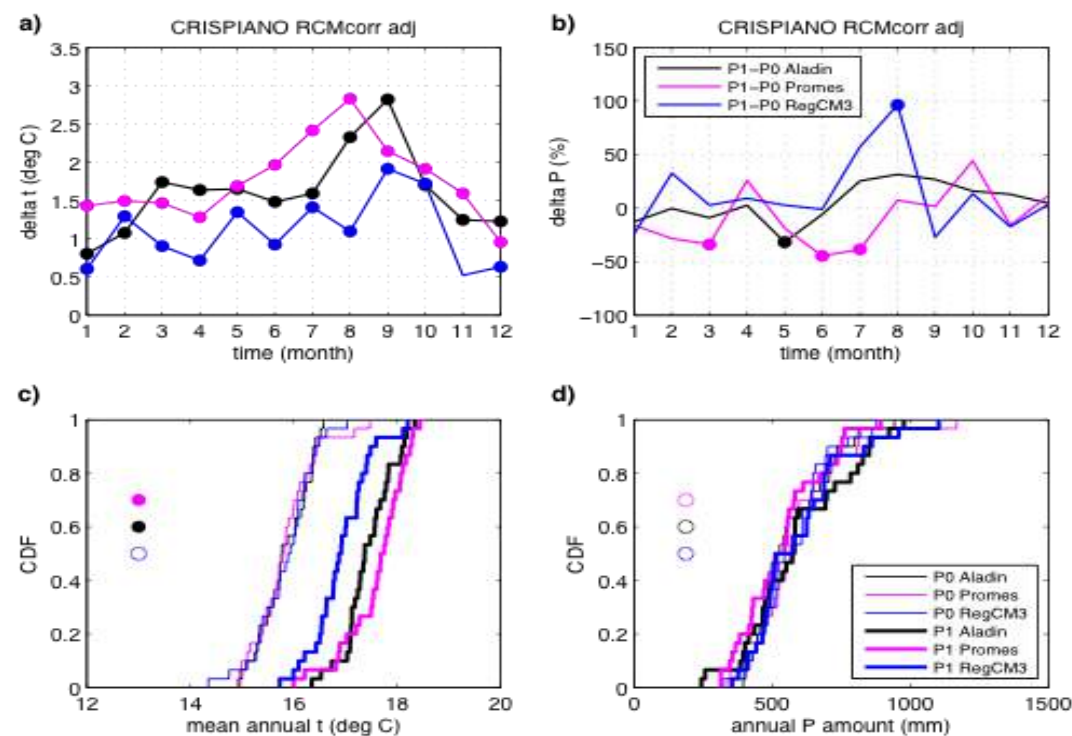 a)
CRISPIANO RCMcorr adj
3.5
3
2.5
2
1.5
1
0.5
0
delta t (deg C)
1 2 3 4 5 6 7 8 9 10 11 12
time (month)
b)
CRISPIANO RCMcorr adj
150
100
50
0
−50
−100
delta P (%)
P1−P0 Aladin
P1−P0 Promes
P1−P0 RegCM3
1 2 3 4 5 6 7 8 9 10 11 12
time (month)
c)
1
0.8
0.6
0.4
0.2
0
CDF
12 14 16 18 20
mean annual t (deg C)
d)
1
0.8
0.6
0.4
0.2
0
CDF
P0 Aladin
P0 Promes
P0 RegCM3
P1 Aladin
P1 Promes
P1 RegCM3
0 500 1000 1500
annual P amount (mm)